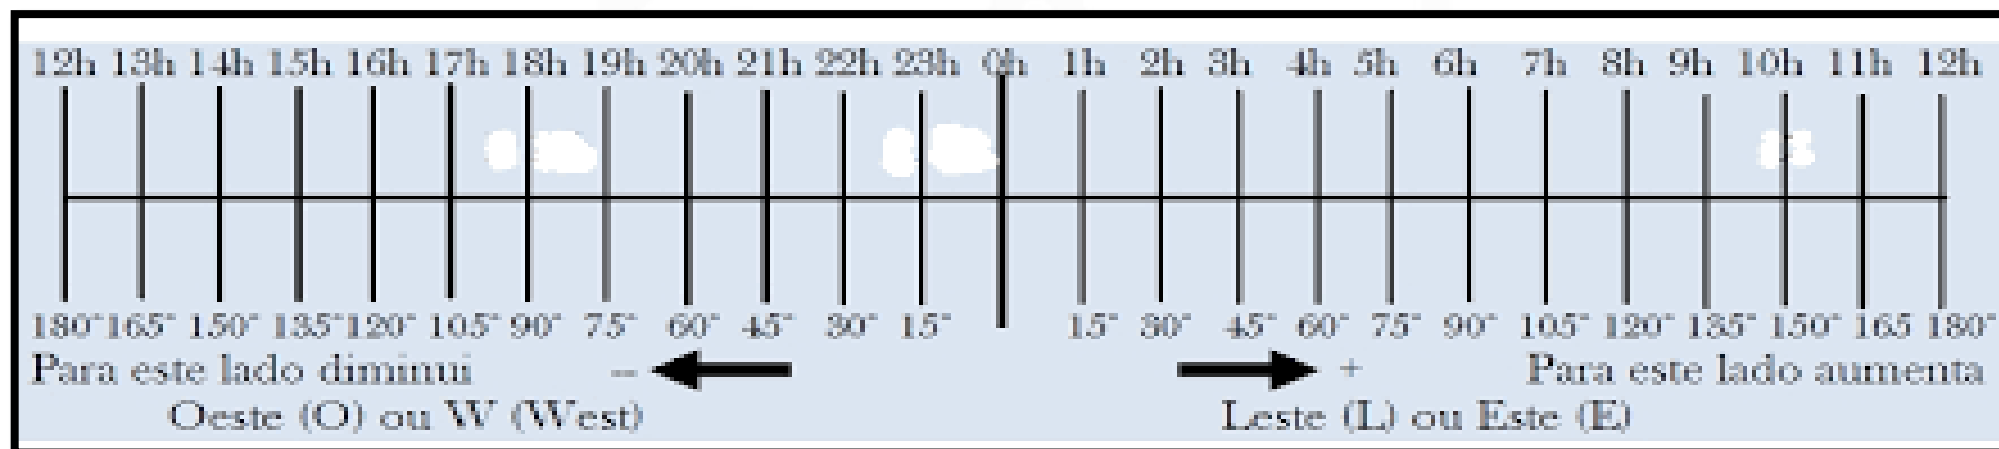 12h 13h 14h 15h 16h 17h 18h 19h 20h 21h 22h 23h 0h 1h 2h 3h 4h 5h 6h 7h 8h 9h 10h 11h 12h
180° 165° 150° 135° 120° 105° 90° 75° 60° 45° 30° 15° 15° 30° 45° 60° 75° 90° 105° 120° 135° 150° 165 180°
Para este lado diminui – + Para este lado aumenta
Oeste (O) ou W (West) Leste (L) ou Este (E)